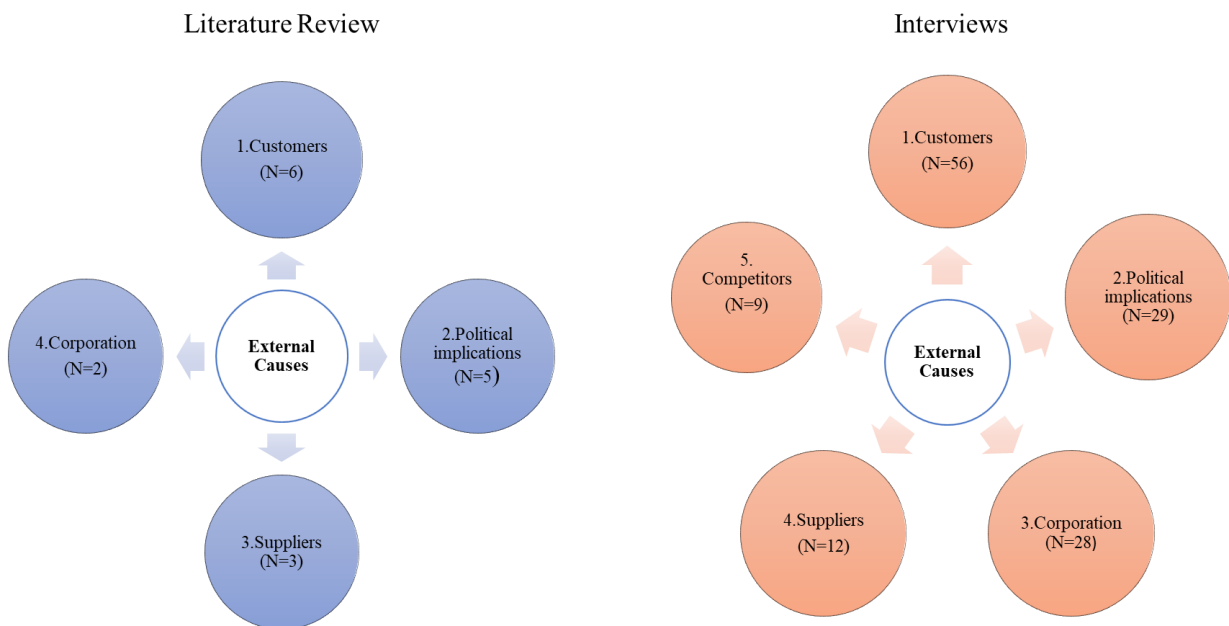 Literature Review
1.Customers
(N=6)
4.Corporation
(N=2)
External
Causes
2.Political
implications
(N=5)
3.Suppliers
(N=3)
Interviews
1.Customers
(N=56)
5.
Competitors
(N=9)
External
Causes
2.Political
implications
(N=29)
4.Suppliers
(N=12)
3.Corporation
(N=28)